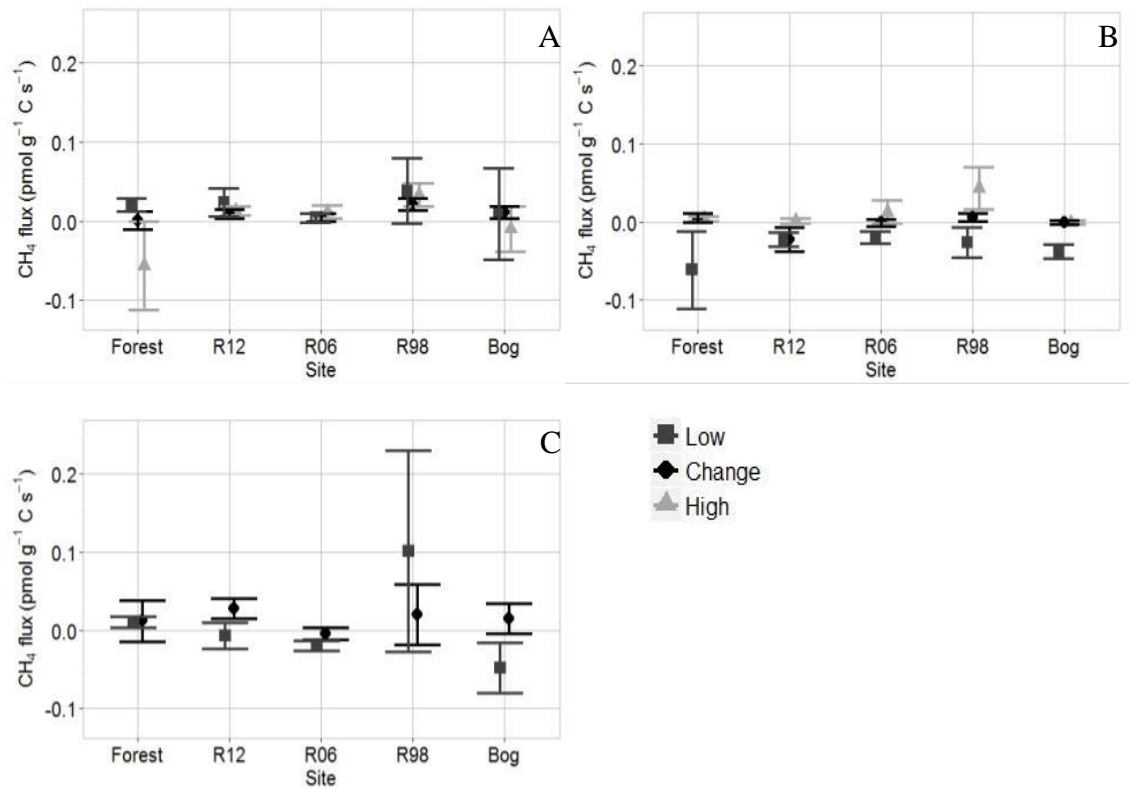 A
CH₄ flux (pmol g⁻¹ C s⁻¹)
0.2
0.1
0.0
-0.1
Forest R12 R06 R98 Bog
Site
B
CH₄ flux (pmol g⁻¹ C s⁻¹)
0.2
0.1
0.0
-0.1
Forest R12 R06 R98 Bog
Site
C
CH₄ flux (pmol g⁻¹ C s⁻¹)
0.2
0.1
0.0
-0.1
Forest R12 R06 R98 Bog
Site
Low
Change
High